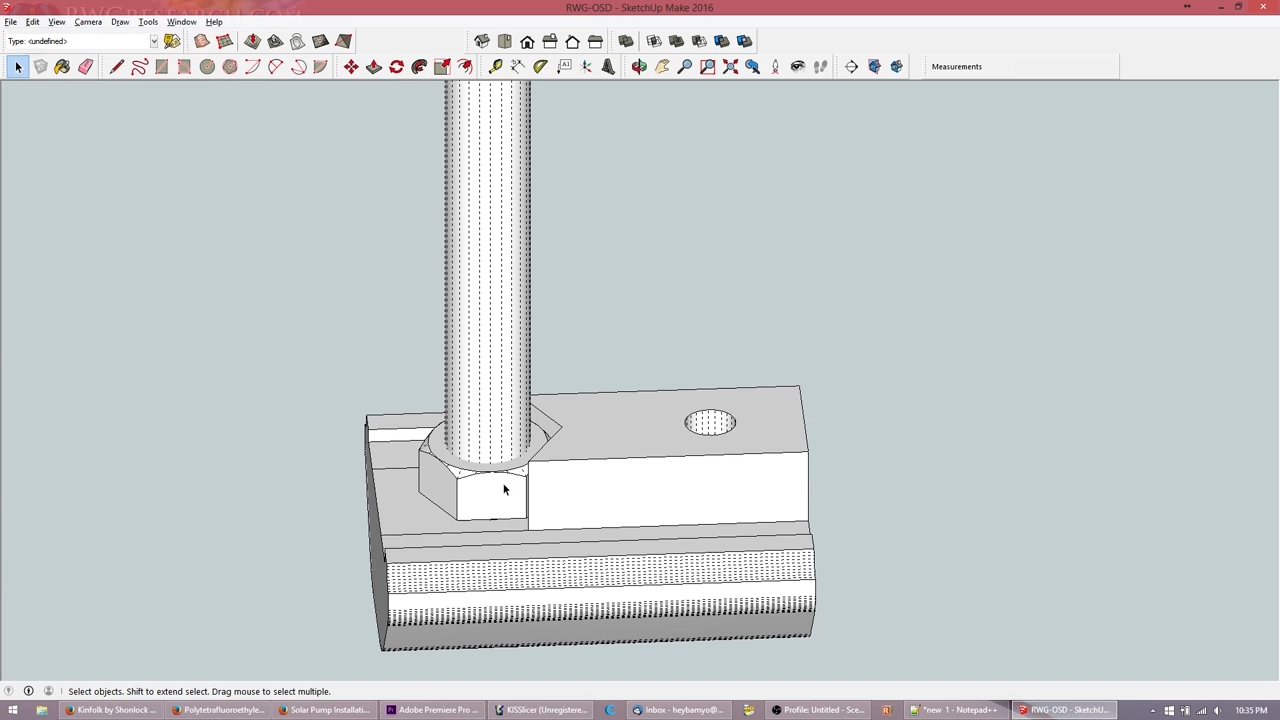 RWG-OSD - SketchUp Make 2016
RWGRESEARCH.COM
File Edit View Camera Draw Tools Window Help
Type: <undefined>
Measurements
Select objects. Shift to extend select. Drag mouse to select multiple.
Kinfolk by Shonlock ... Polytetrafluoroethyle... Solar Pump Installati... Adobe Premiere Pro ... KISSlicer (Unregistere... Inbox - heybamyo@... Profile: Untitled - Sce... *new 1 - Notepad++ RWG-OSD - SketchU... 10:35 PM